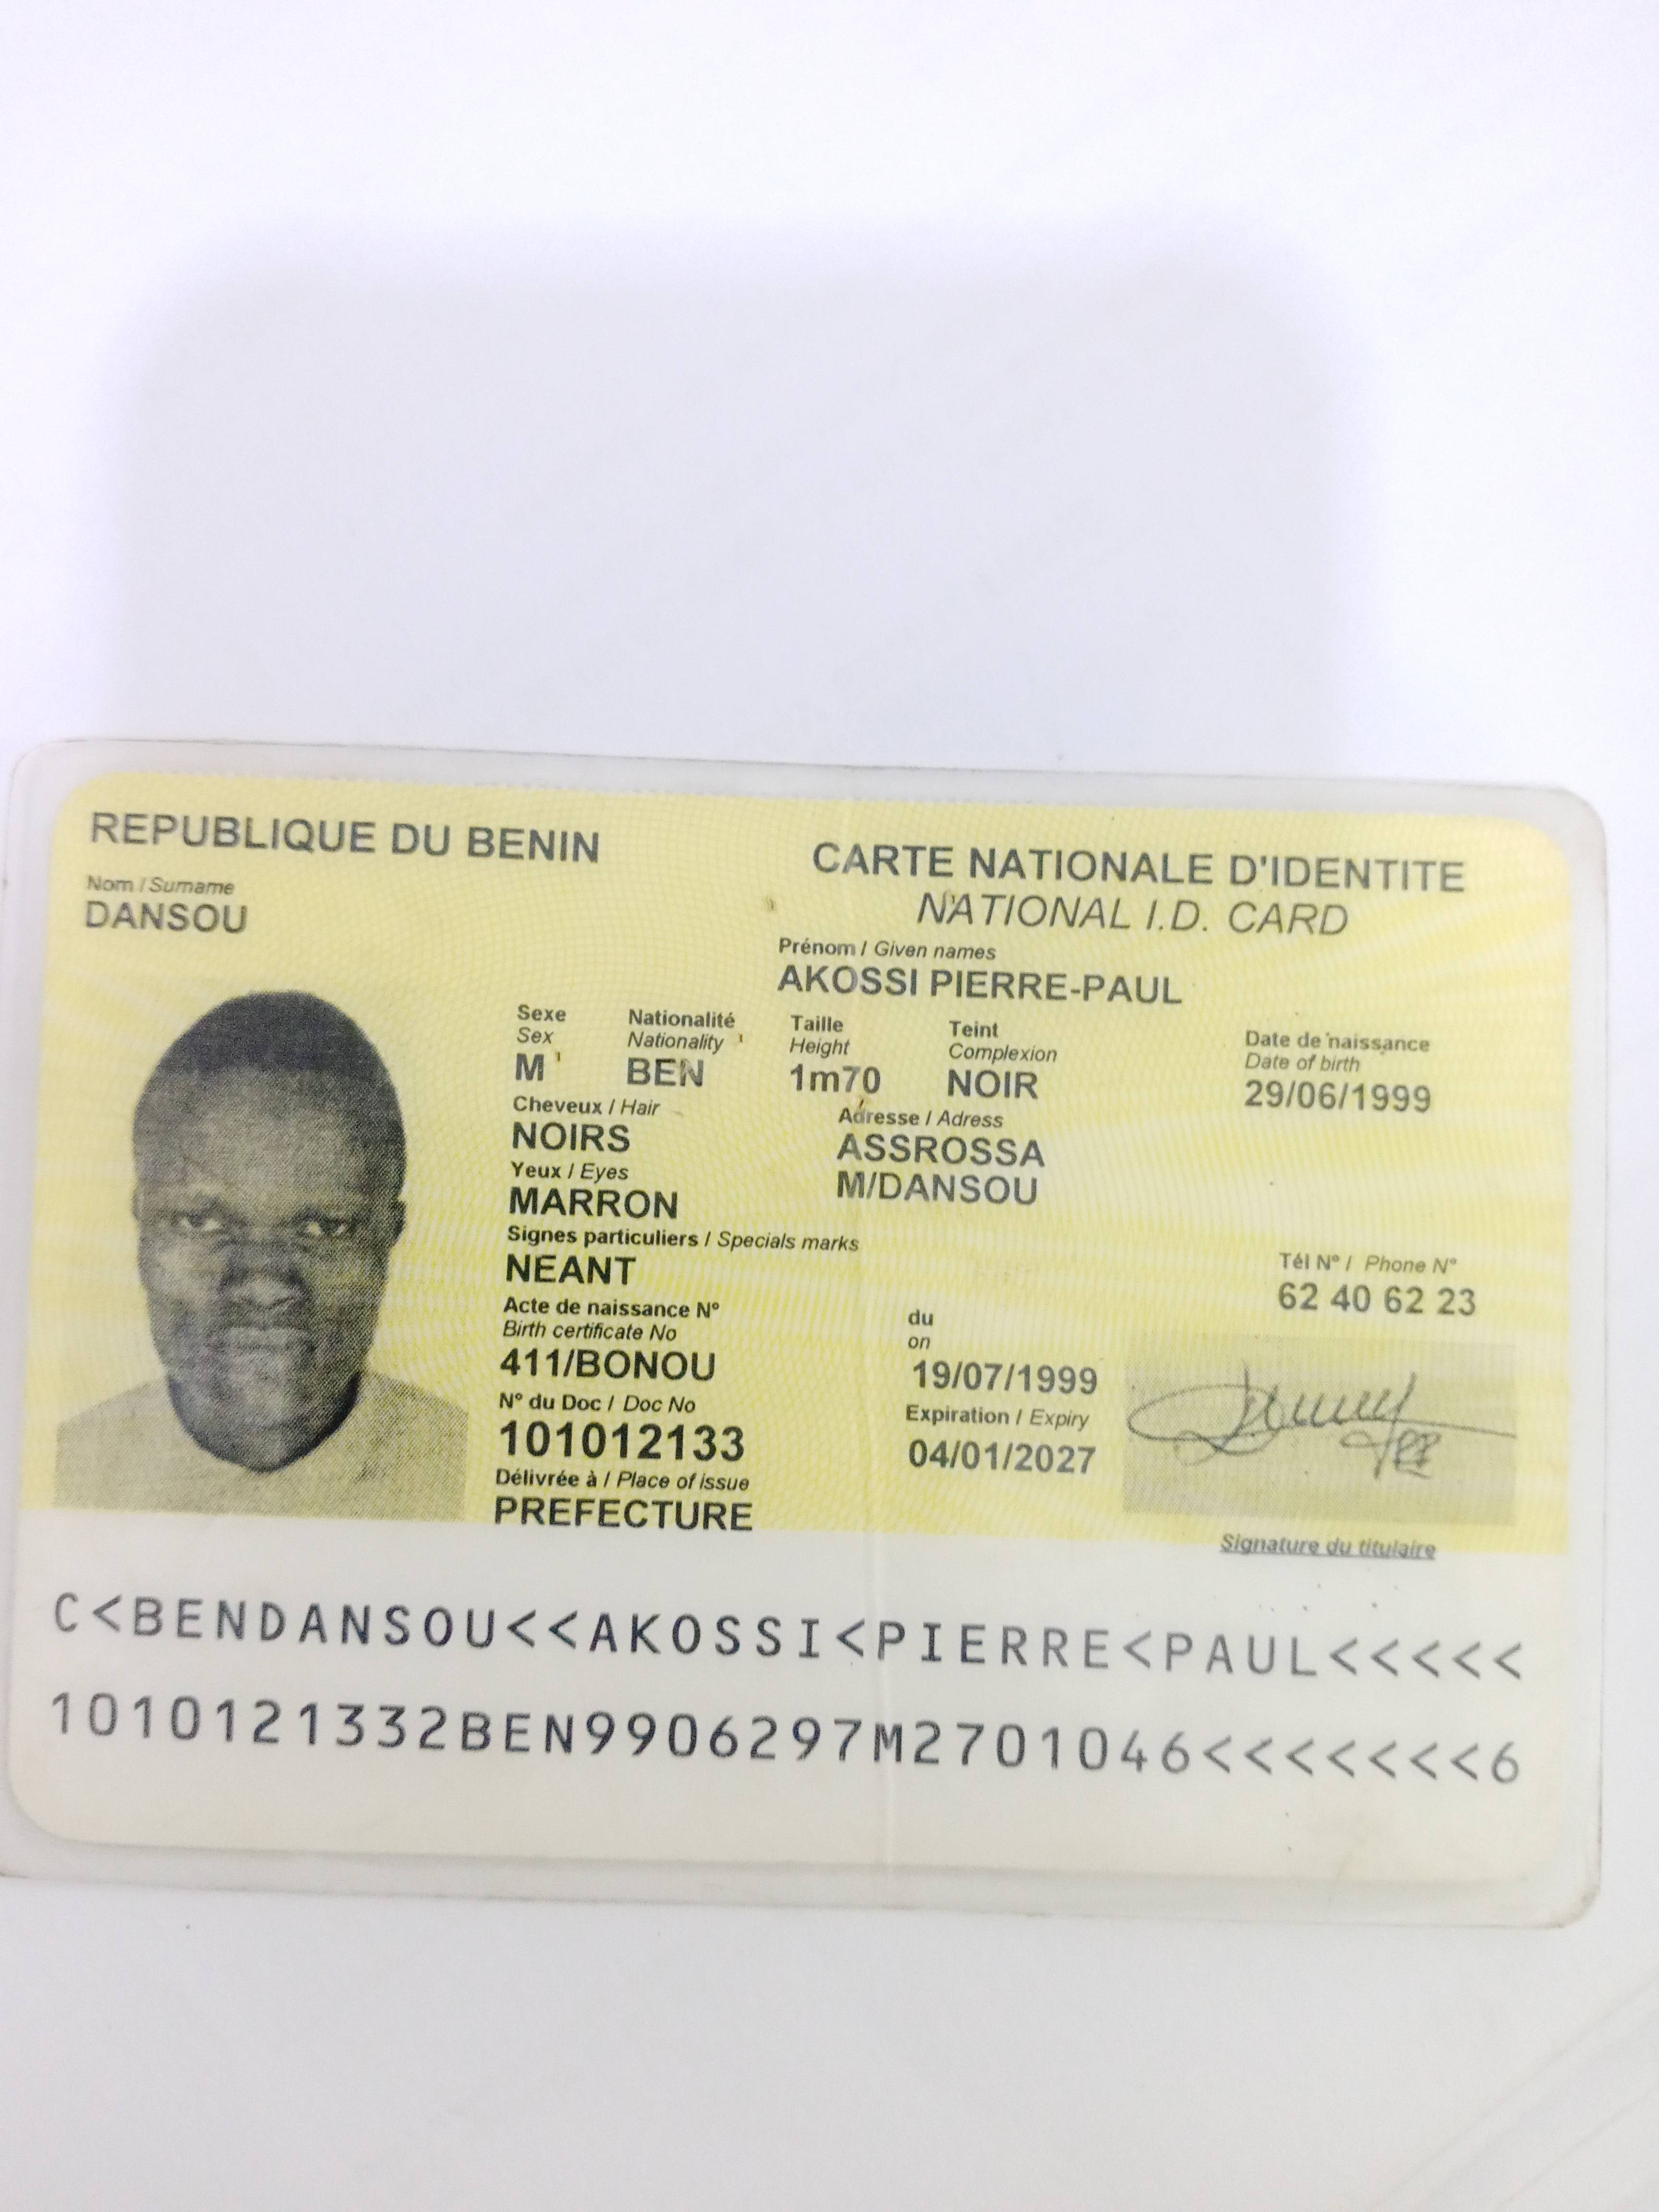 REPUBLIQUE DU BENIN
CARTE NATIONALE D'IDENTITE
NATIONAL I.D. CARD
Nom / Surname
DANSOU
Prénom / Given names
AKOSSI PIERRE-PAUL
Sexe Nationalité Taille Teint Date de naissance
Sex Nationality Height Complexion Date of birth
M BEN 1m70 NOIR 29/06/1999
Cheveux / Hair Adresse / Adress
NOIRS ASSROSSA
Yeux / Eyes M/DANSOU
MARRON
Signes particuliers / Specials marks
NEANT
Tél N° / Phone N°
62 40 62 23
Acte de naissance N° du
Birth certificate No on
411/BONOU 19/07/1999
N° du Doc / Doc No Expiration / Expiry
101012133 04/01/2027
Délivrée à / Place of issue
PREFECTURE
Signature du titulaire
C<BENDANSOU<<AKOSSI<PIERRE<PAUL<<<<<
1010121332BEN9906297M2701046<<<<<<<6